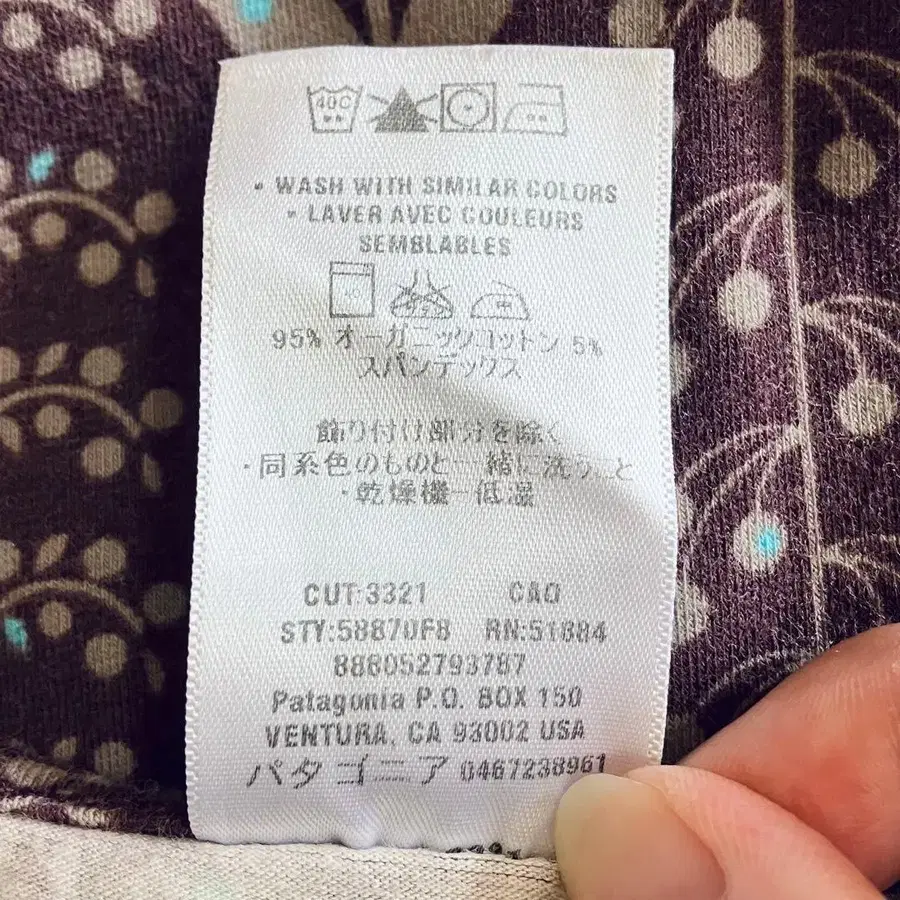 40C
• WASH WITH SIMILAR COLORS
• LAVER AVEC COULEURS
SEMBLABLES
95% オーガニックコットン 5%
スパンデックス
飾り付け部分を除く
・同系色のものと一緒に洗うこと
・乾燥機―低温
CUT:3321 CAO
STY:58870F8 RN:51884
888052793787
Patagonia P.O. BOX 150
VENTURA, CA 93002 USA
パタゴニア 0467238961